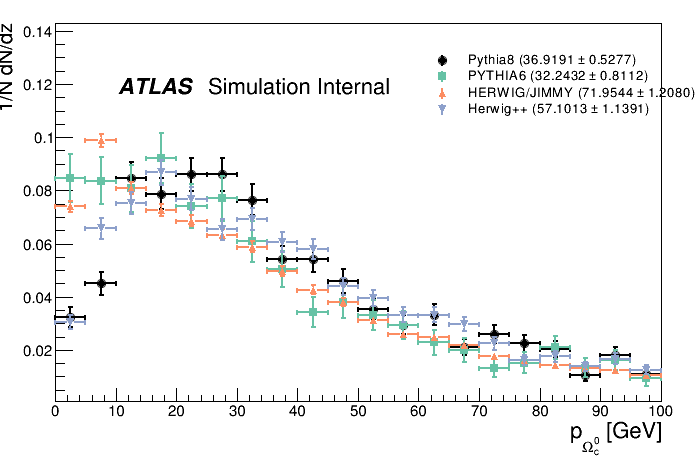 1/N dN/dz
0.14
0.12
0.1
0.08
0.06
0.04
0.02
ATLAS Simulation Internal
Pythia8 (36.9191 ± 0.5277)
PYTHIA6 (32.2432 ± 0.8112)
HERWIG/JIMMY (71.9544 ± 1.2080)
Herwig++ (57.1013 ± 1.1391)
0 10 20 30 40 50 60 70 80 90 100
p_{Ω_c^0} [GeV]